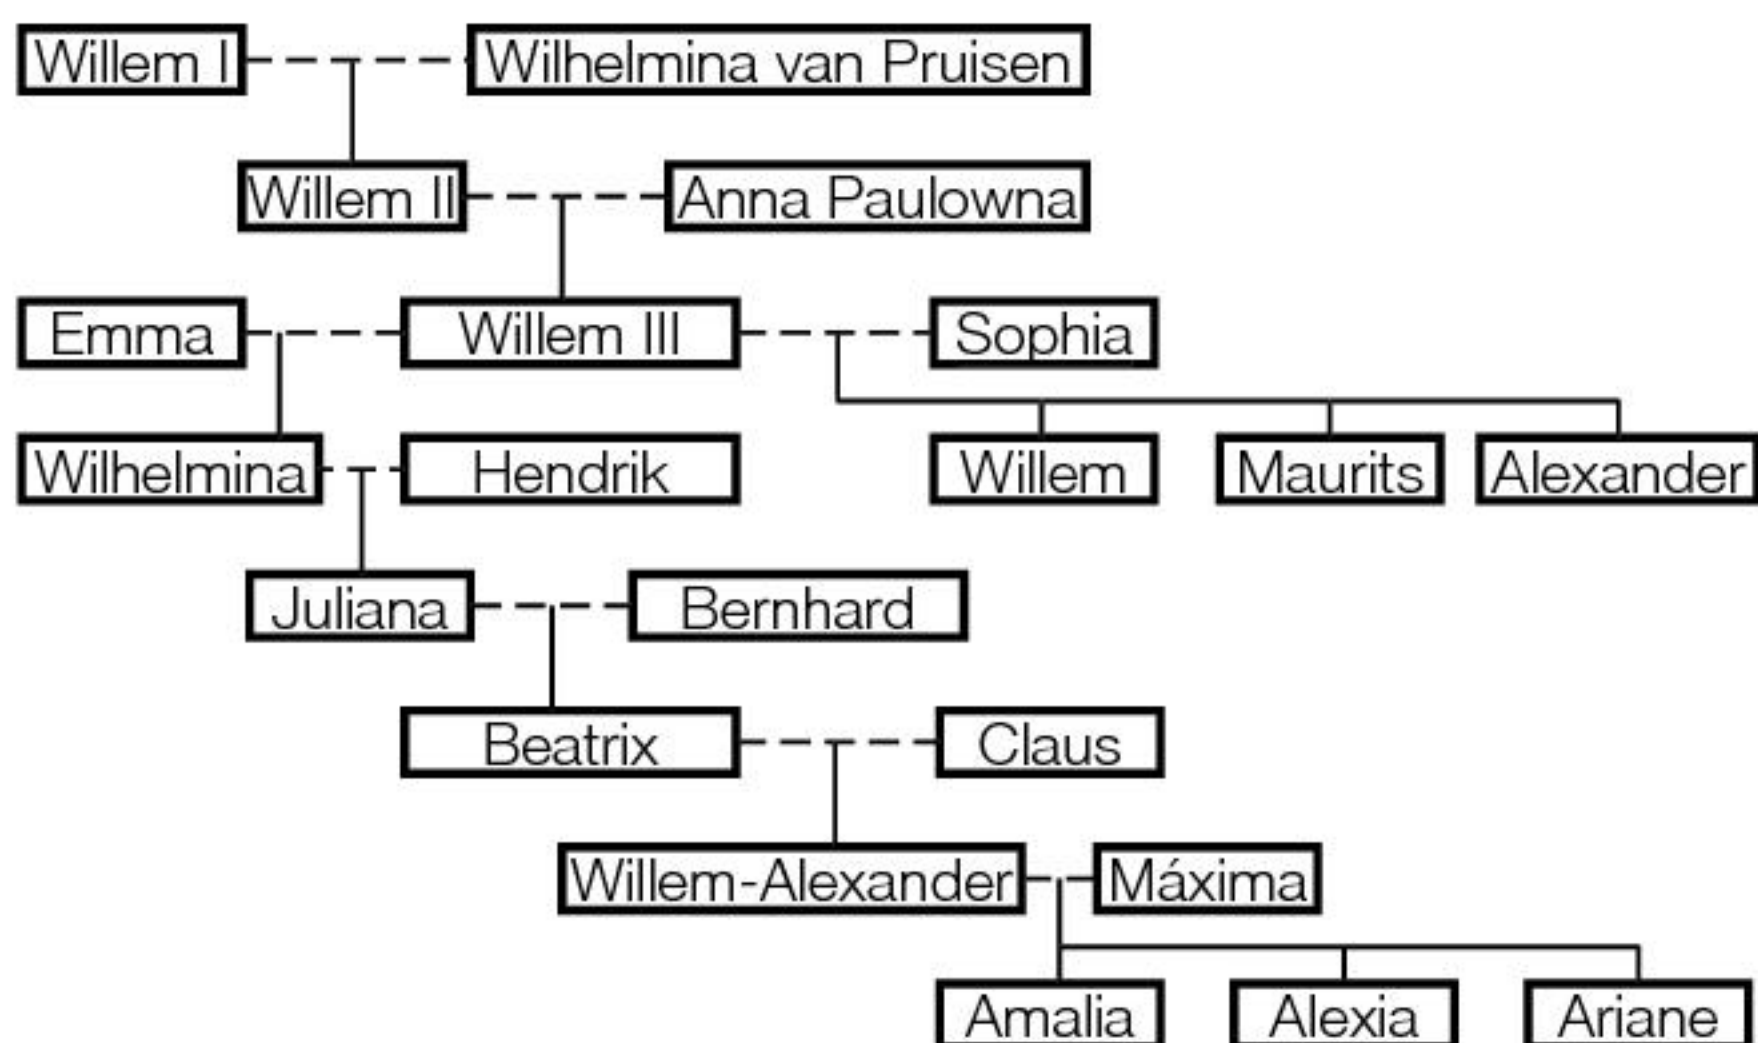 Willem I
Wilhelmina van Pruisen
Willem II
Anna Paulowna
Emma
Willem III
Sophia
Wilhelmina
Hendrik
Willem
Maurits
Alexander
Juliana
Bernhard
Beatrix
Claus
Willem-Alexander
Máxima
Amalia
Alexia
Ariane